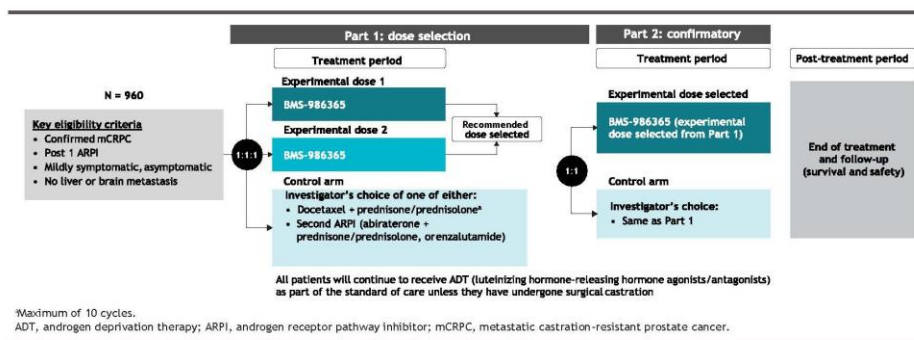 Part 1: dose selection
Part 2: confirmatory
Treatment period
Treatment period
Post-treatment period
N = 960
Key eligibility criteria
• Confirmed mCRPC
• Post 1 ARPI
• Mildly symptomatic, asymptomatic
• No liver or brain metastasis
1:1:1
Experimental dose 1
BMS-986365
Experimental dose 2
BMS-986365
Recommended
dose selected
Control arm
Investigator's choice of one of either:
• Docetaxel + prednisone/prednisoloneᵃ
• Second ARPI (abiraterone +
prednisone/prednisolone, or enzalutamide)
1:1
Experimental dose selected
BMS-986365 (experimental
dose selected from Part 1)
Control arm
Investigator's choice:
• Same as Part 1
End of treatment
and follow-up
(survival and safety)
All patients will continue to receive ADT (luteinizing hormone-releasing hormone agonists/antagonists)
as part of the standard of care unless they have undergone surgical castration
ᵃMaximum of 10 cycles.
ADT, androgen deprivation therapy; ARPI, androgen receptor pathway inhibitor; mCRPC, metastatic castration-resistant prostate cancer.